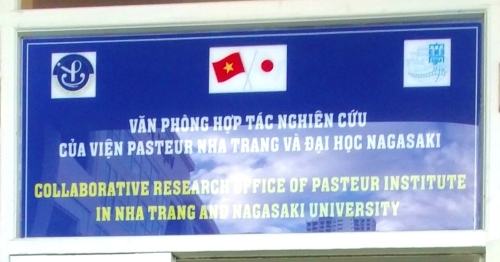 VĂN PHÒNG HỢP TÁC NGHIÊN CỨU
CỦA VIỆN PASTEUR NHA TRANG VÀ ĐẠI HỌC NAGASAKI
COLLABORATIVE RESEARCH OFFICE OF PASTEUR INSTITUTE
IN NHA TRANG AND NAGASAKI UNIVERSITY